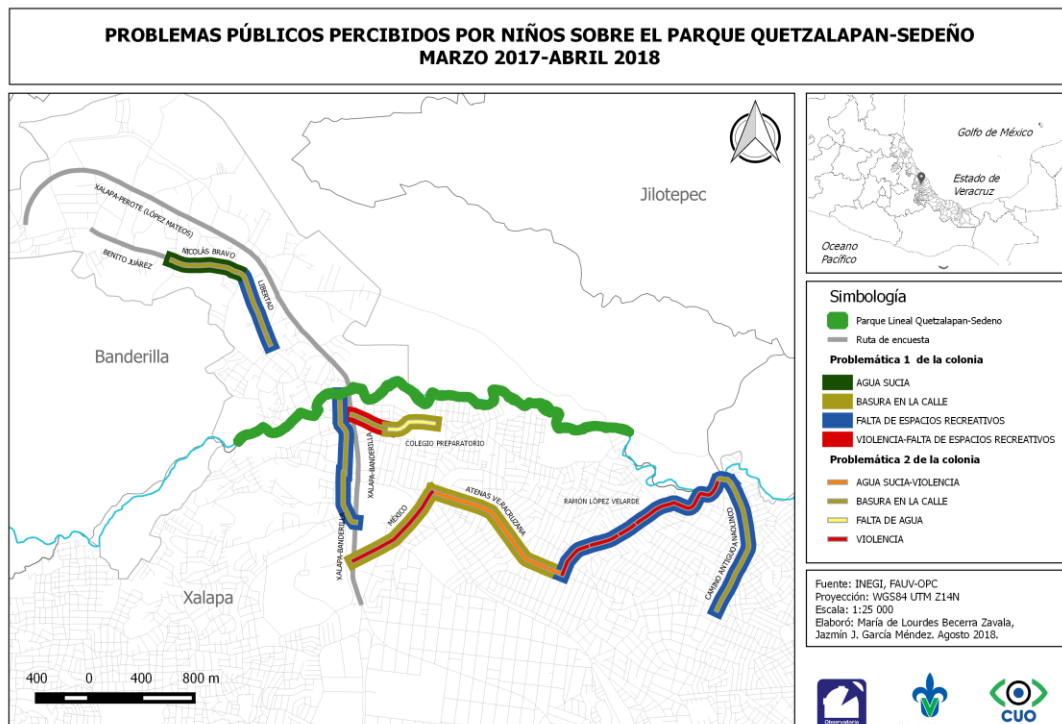 PROBLEMAS PÚBLICOS PERCIBIDOS POR NIÑOS SOBRE EL PARQUE QUETZALAPAN-SEDEÑO
MARZO 2017-ABRIL 2018
Jilotepec
XALAPA-PEROTE (LÓPEZ MATEOS)
NICOLÁS BRAVO
BENITO JUÁREZ
LIBERTAD
Banderilla
COLEGIO PREPARATORIO
XALAPA-BANDERILLA
ATENAS VERACRUZANA
RAMÓN LÓPEZ VELARDE
MÉXICO
XALAPA-BANDERILLA
CAMINO ANTIGUO A NAOLINCO
Xalapa
400 0 400 800 m
Golfo de México
Estado de
Veracruz
Oceano
Pacífico
Simbología
Parque Lineal Quetzalapan-Sedeno
Ruta de encuesta
Problemática 1 de la colonia
AGUA SUCIA
BASURA EN LA CALLE
FALTA DE ESPACIOS RECREATIVOS
VIOLENCIA-FALTA DE ESPACIOS RECREATIVOS
Problemática 2 de la colonia
AGUA SUCIA-VIOLENCIA
BASURA EN LA CALLE
FALTA DE AGUA
VIOLENCIA
Fuente: INEGI, FAUV-OPC
Proyección: WGS84 UTM Z14N
Escala: 1:25 000
Elaboró: María de Lourdes Becerra Zavala,
Jazmín J. García Méndez. Agosto 2018.
Observatorio
CUO